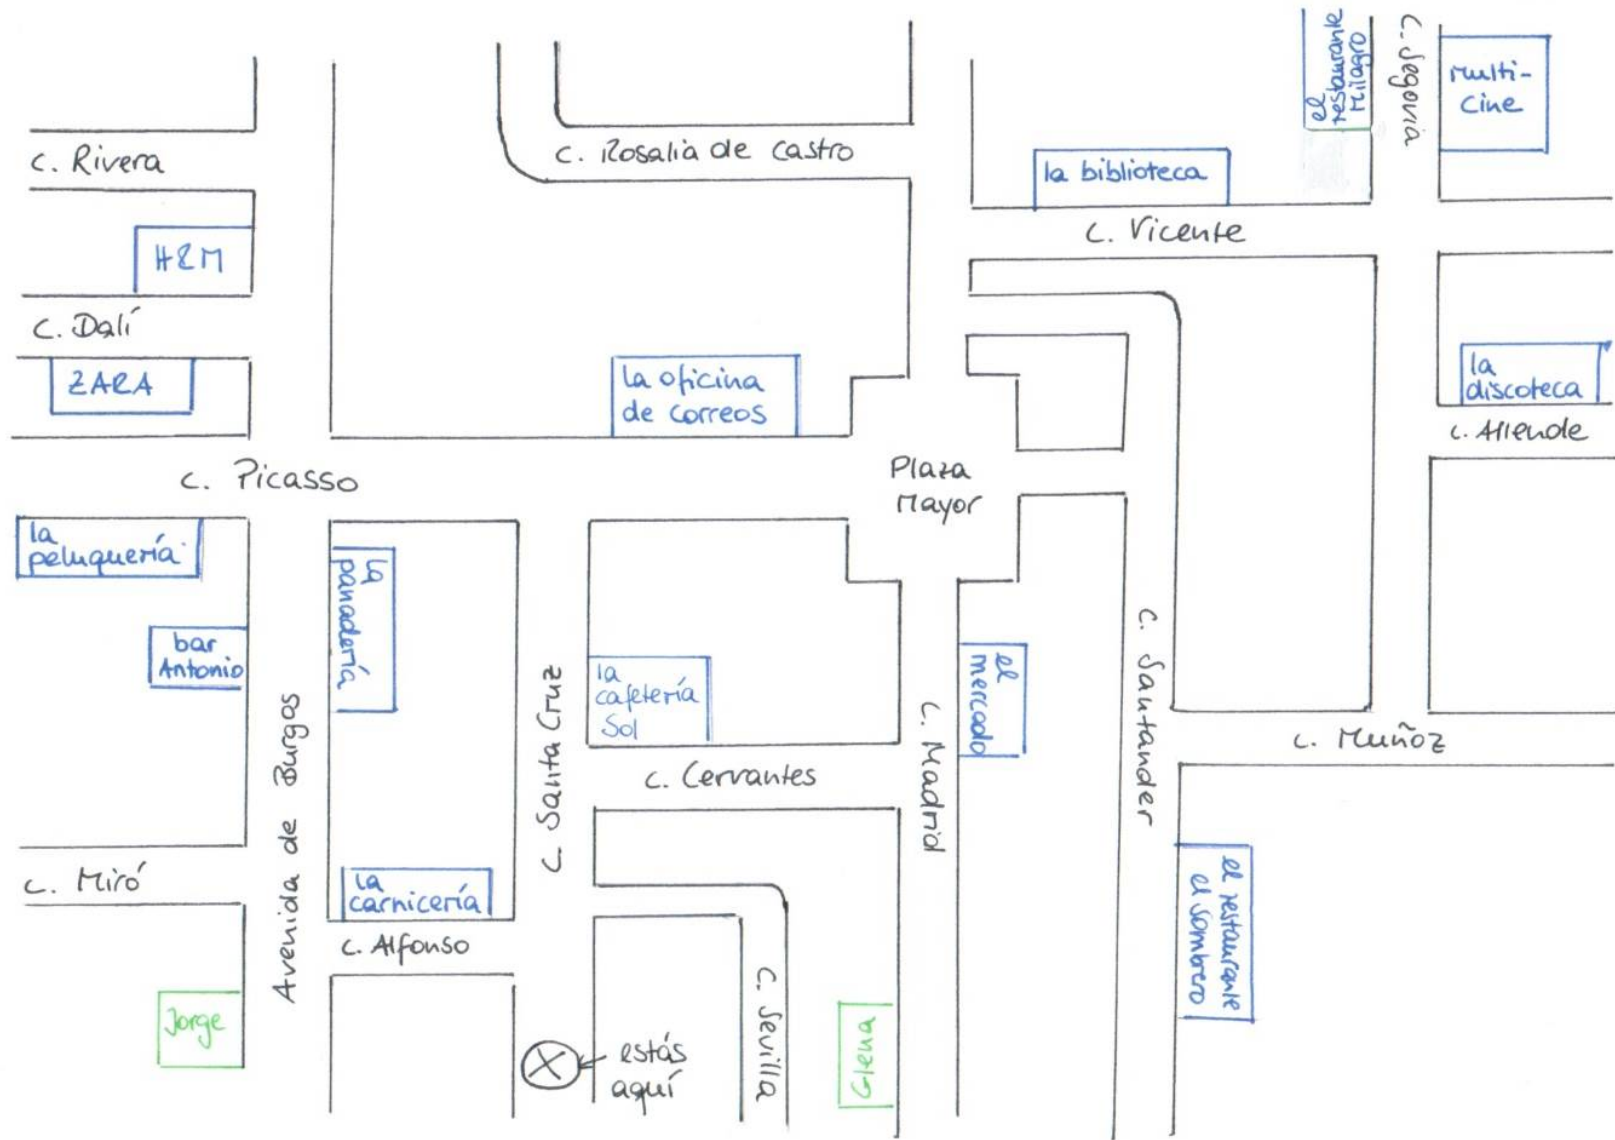 C. Segovia
el
restaurante
Milagro
multi-
cine
C. Rivera
C. Rosalía de Castro
la biblioteca
C. Vicente
H&M
C. Dalí
ZARA
la oficina
de correos
la
discoteca
C. Allende
C. Picasso
Plaza
Mayor
la
peluquería
la
panadería
bar
Antonio
la
cafetería
Sol
el
mercado
C. Santander
C. Santa Cruz
Avenida de Burgos
C. Madrid
C. Muñoz
C. Cervantes
C. Miró
la
carnicería
el restaurante
el Sombrero
C. Alfonso
Jorge
C. Sevilla
Elena
X
estás
aquí